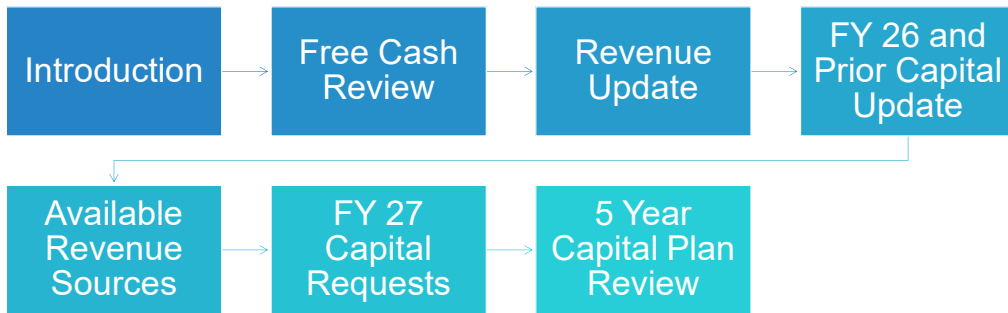 Introduction
Free Cash
Review
Revenue
Update
FY 26 and
Prior Capital
Update
Available
Revenue
Sources
FY 27
Capital
Requests
5 Year
Capital Plan
Review